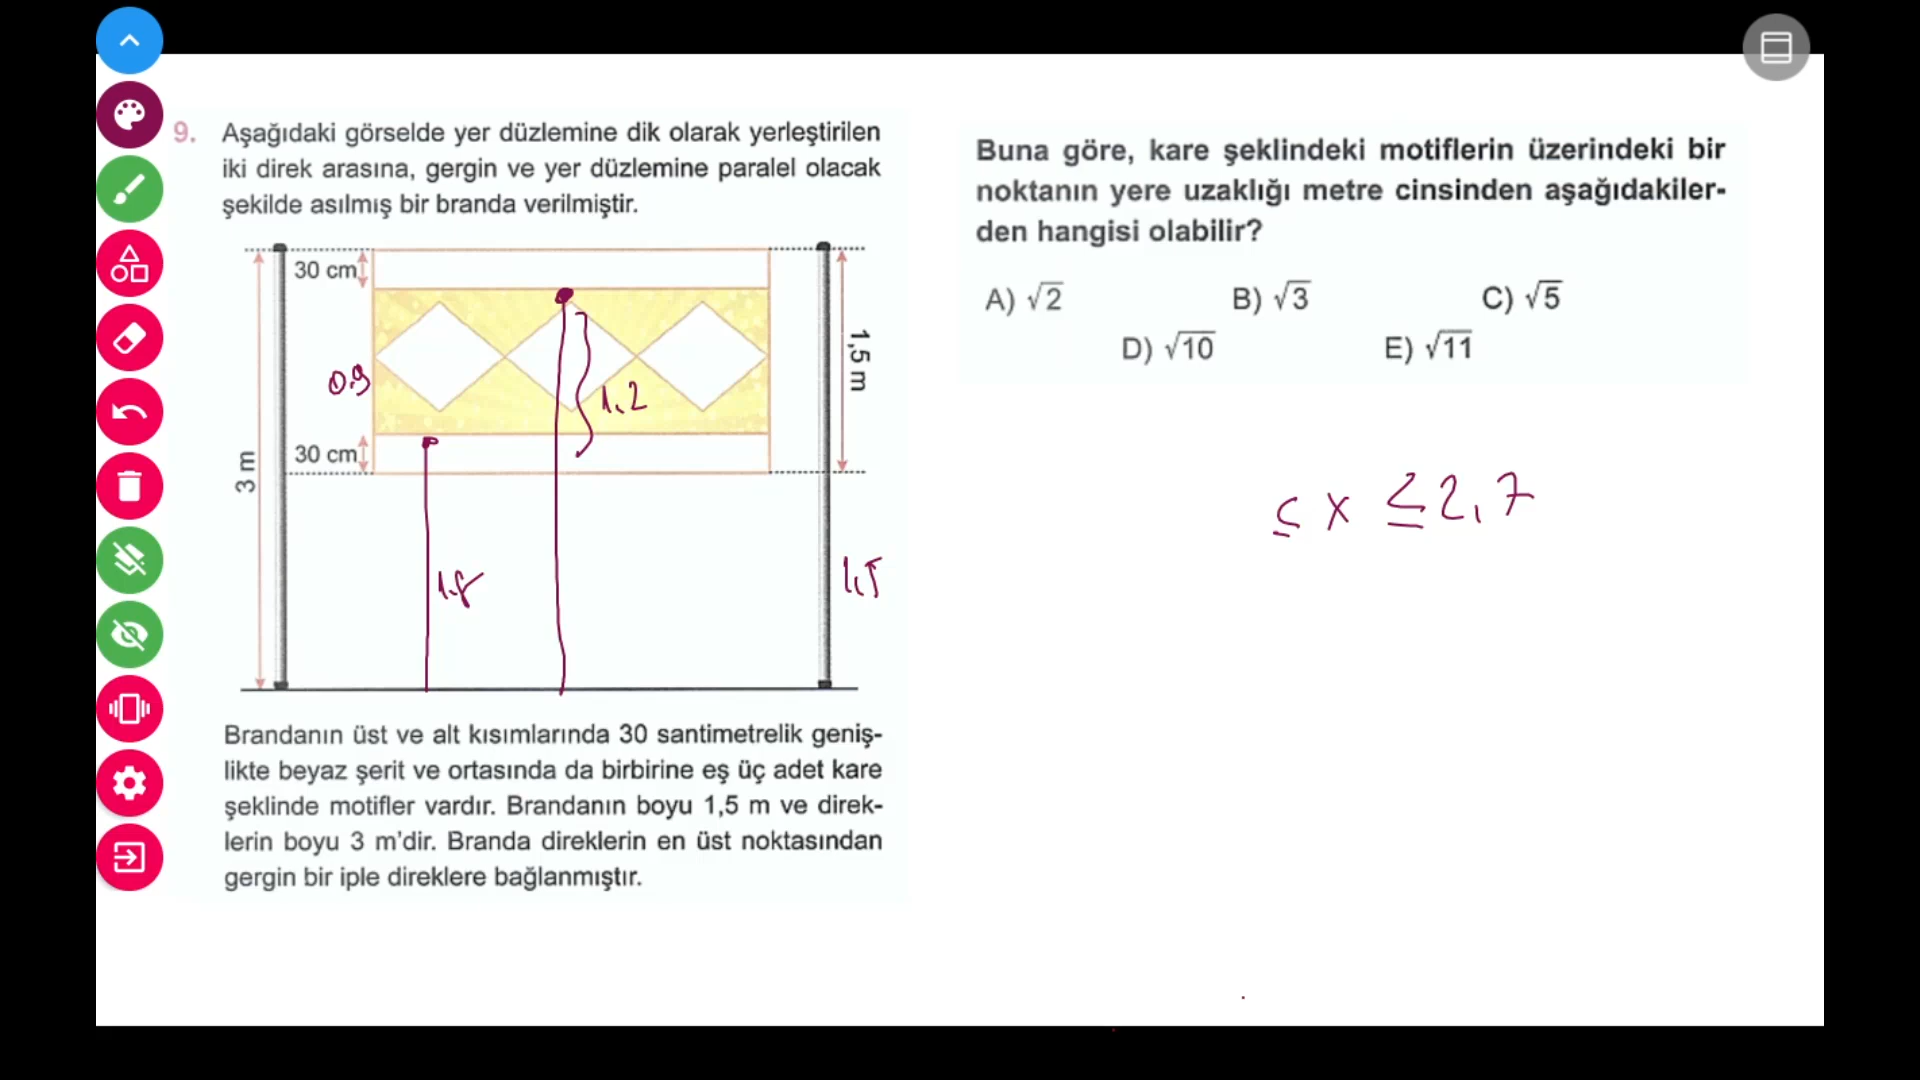 9. Aşağıdaki görselde yer düzlemine dik olarak yerleştirilen
iki direk arasına, gergin ve yer düzlemine paralel olacak
şekilde asılmış bir branda verilmiştir.
30 cm
1,5 m
0.9
1,2
30 cm
3 m
1.8
1,5
Brandanın üst ve alt kısımlarında 30 santimetrelik geniş-
likte beyaz şerit ve ortasında da birbirine eş üç adet kare
şeklinde motifler vardır. Brandanın boyu 1,5 m ve direk-
lerin boyu 3 m'dir. Branda direklerin en üst noktasından
gergin bir iple direklere bağlanmıştır.
Buna göre, kare şeklindeki motiflerin üzerindeki bir
noktanın yere uzaklığı metre cinsinden aşağıdakiler-
den hangisi olabilir?
A) √2 B) √3 C) √5
D) √10 E) √11
≤ x ≤ 2,7